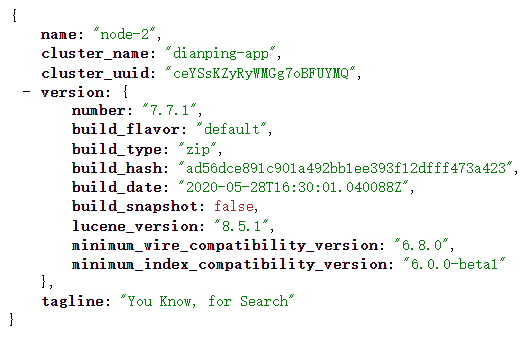 {
name: "node-2",
cluster_name: "dianping-app",
cluster_uuid: "ceYSsKZyRyWMGg7oBFUYMQ",
- version: {
number: "7.7.1",
build_flavor: "default",
build_type: "zip",
build_hash: "ad56dce891c901a492bb1ee393f12dfff473a423",
build_date: "2020-05-28T16:30:01.040088Z",
build_snapshot: false,
lucene_version: "8.5.1",
minimum_wire_compatibility_version: "6.8.0",
minimum_index_compatibility_version: "6.0.0-beta1"
},
tagline: "You Know, for Search"
}